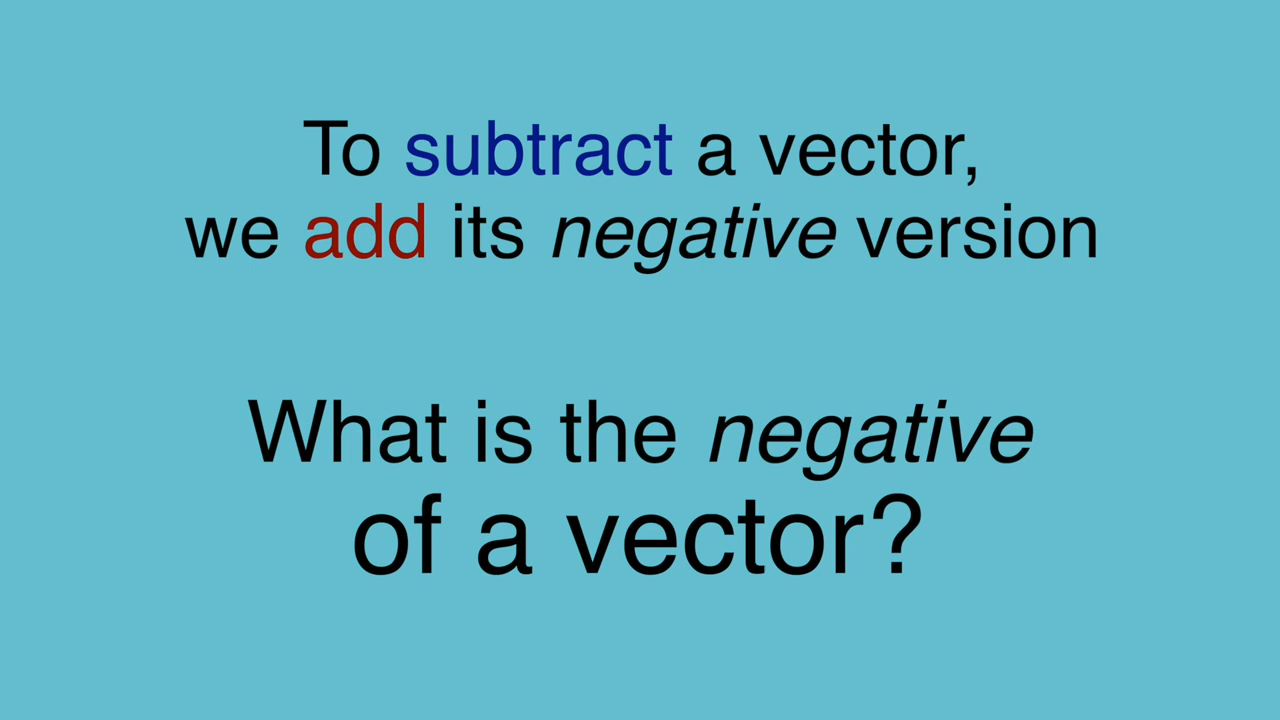 To subtract a vector,
we add its negative version
What is the negative
of a vector?